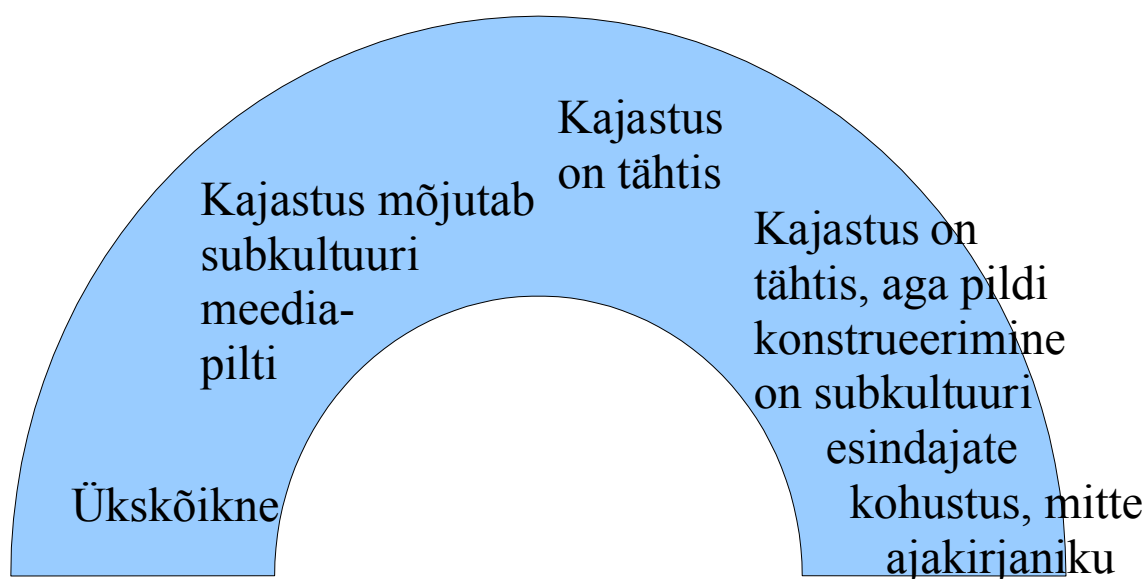 Kajastus
on tähtis
Kajastus mõjutab
subkultuuri
meedia-
pilti
Kajastus on
tähtis, aga pildi
konstrueerimine
on subkultuuri
esindajate
kohustus, mitte
ajakirjaniku
Ükskõikne